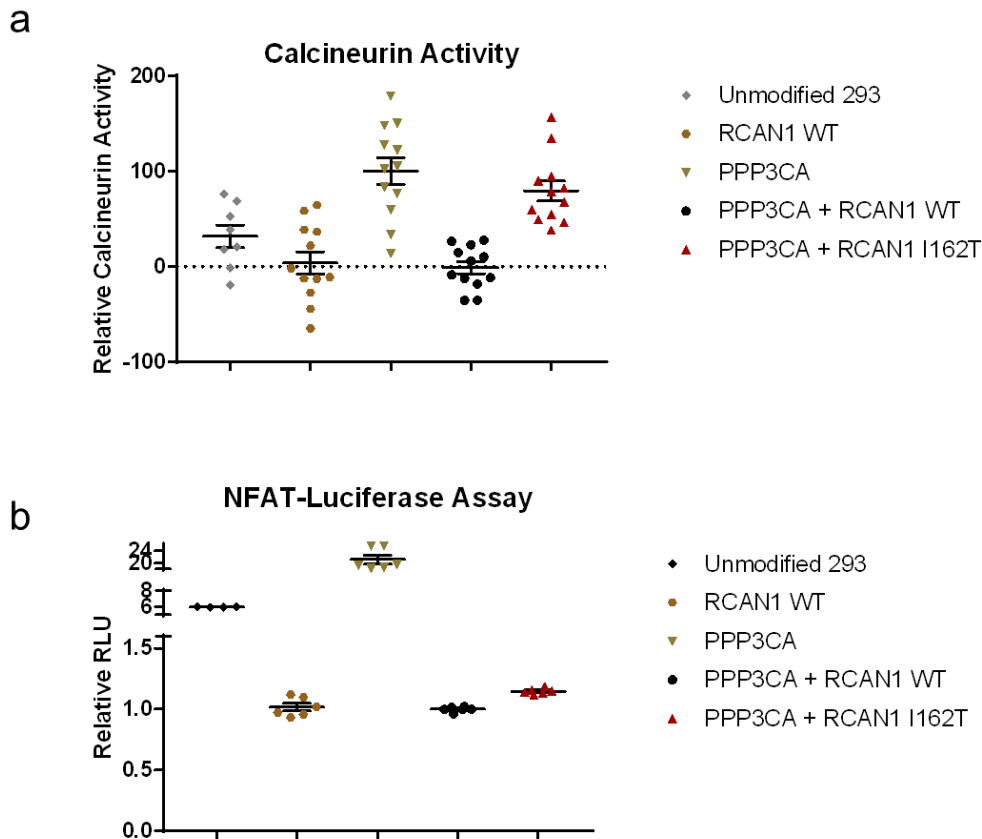 a
Calcineurin Activity
Relative Calcineurin Activity
200
100
0
-100
Unmodified 293
RCAN1 WT
PPP3CA
PPP3CA + RCAN1 WT
PPP3CA + RCAN1 I162T
b
NFAT-Luciferase Assay
Relative RLU
24
20
8
6
1.5
1.0
0.5
0.0
Unmodified 293
RCAN1 WT
PPP3CA
PPP3CA + RCAN1 WT
PPP3CA + RCAN1 I162T